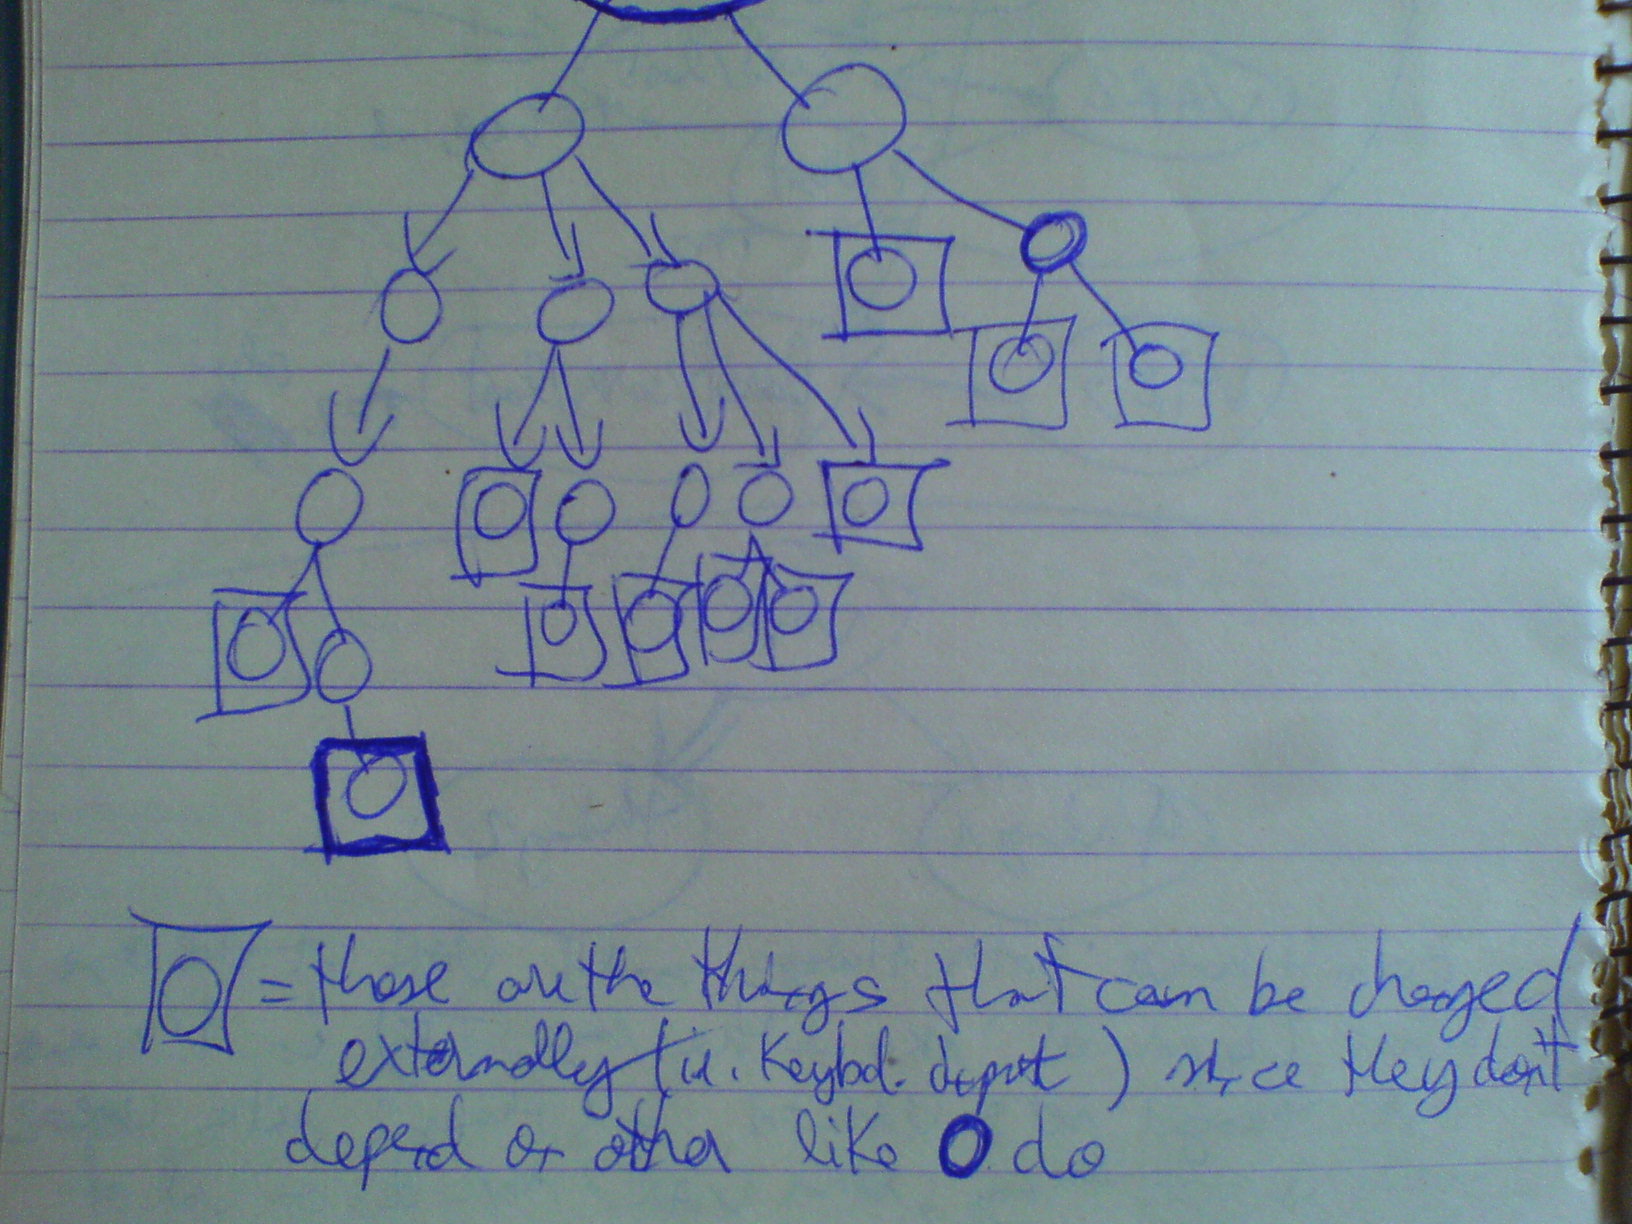 = those are the things that can be changed
externally (ie. Keybd. input) since they don't
depend on other like O do